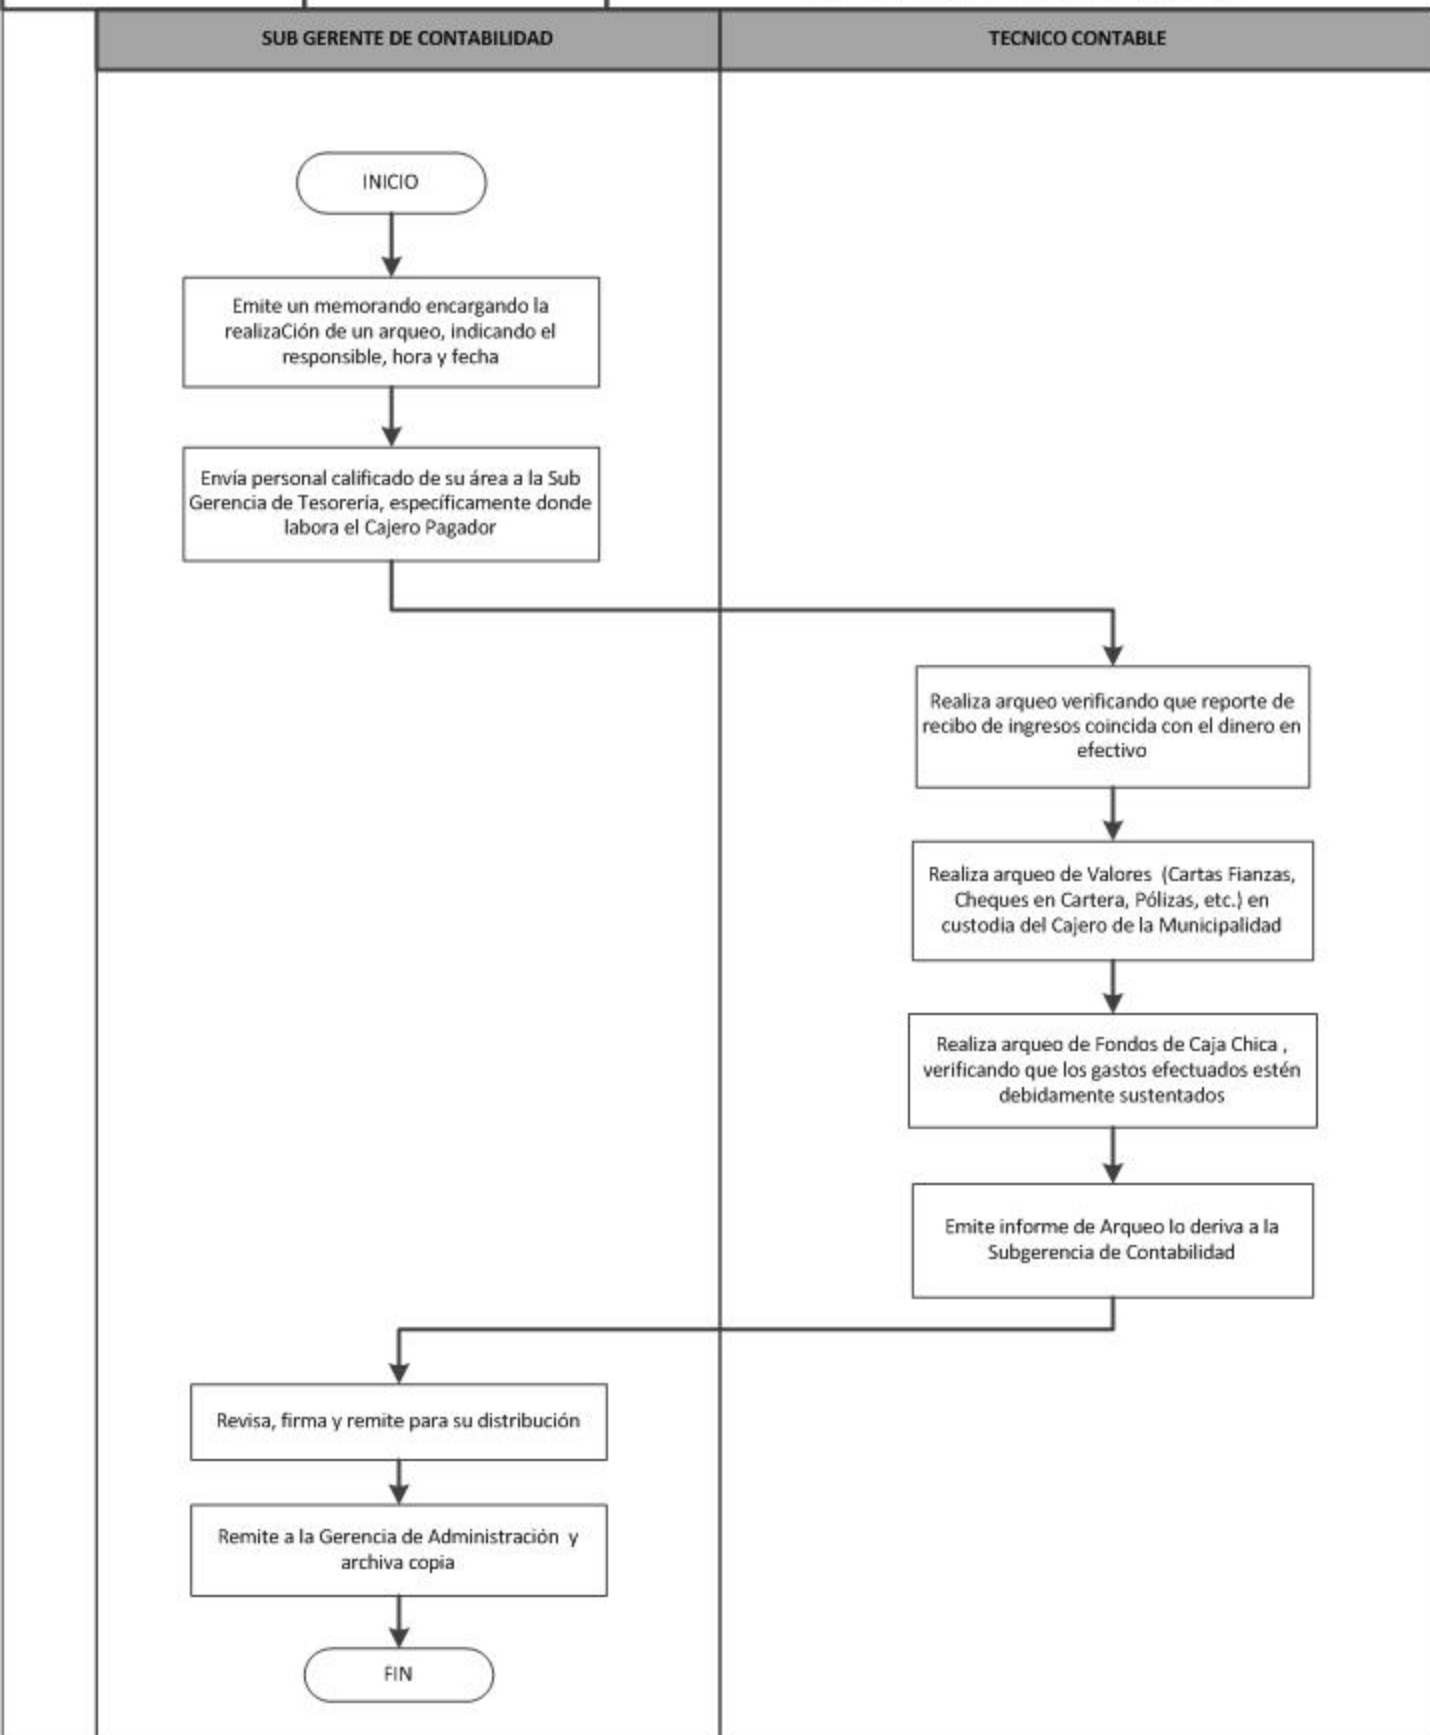 SUB GERENTE DE CONTABILIDAD
TECNICO CONTABLE
INICIO
Emite un memorando encargando la
realizaCión de un arqueo, indicando el
responsible, hora y fecha
Envía personal calificado de su área a la Sub
Gerencia de Tesorería, específicamente donde
labora el Cajero Pagador
Realiza arqueo verificando que reporte de
recibo de ingresos coincida con el dinero en
efectivo
Realiza arqueo de Valores (Cartas Fianzas,
Cheques en Cartera, Pólizas, etc.) en
custodia del Cajero de la Municipalidad
Realiza arqueo de Fondos de Caja Chica ,
verificando que los gastos efectuados estén
debidamente sustentados
Emite informe de Arqueo lo deriva a la
Subgerencia de Contabilidad
Revisa, firma y remite para su distribución
Remite a la Gerencia de Administración y
archiva copia
FIN